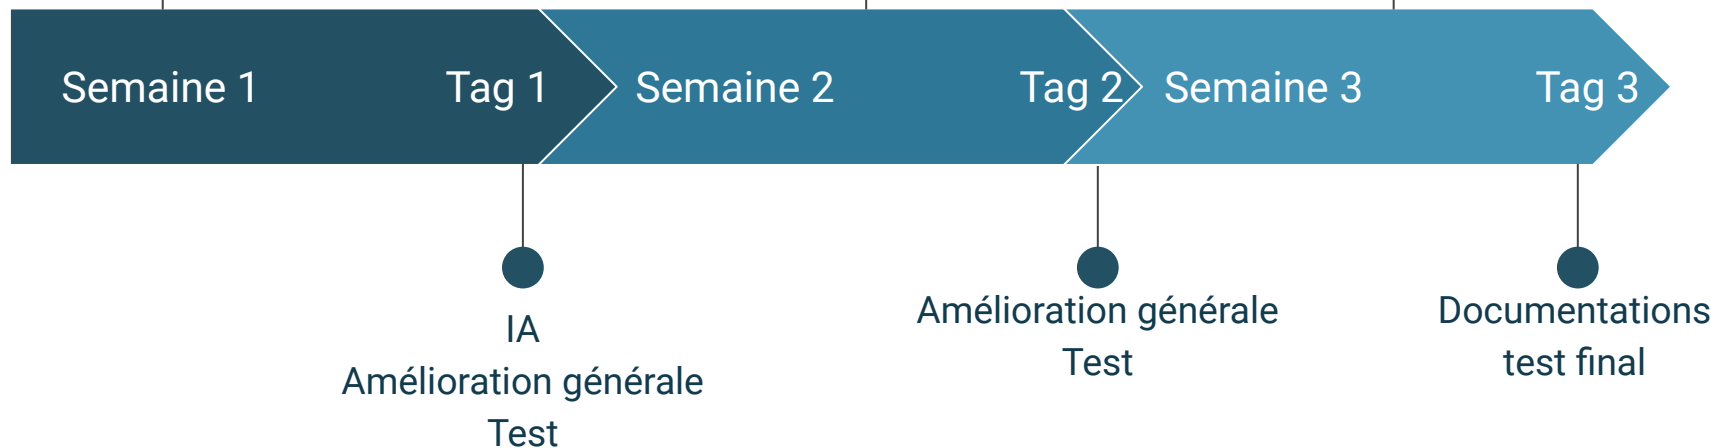 Semaine 1 Tag 1 Semaine 2 Tag 2 Semaine 3 Tag 3
IA
Amélioration générale
Test
Amélioration générale
Test
Documentations
test final